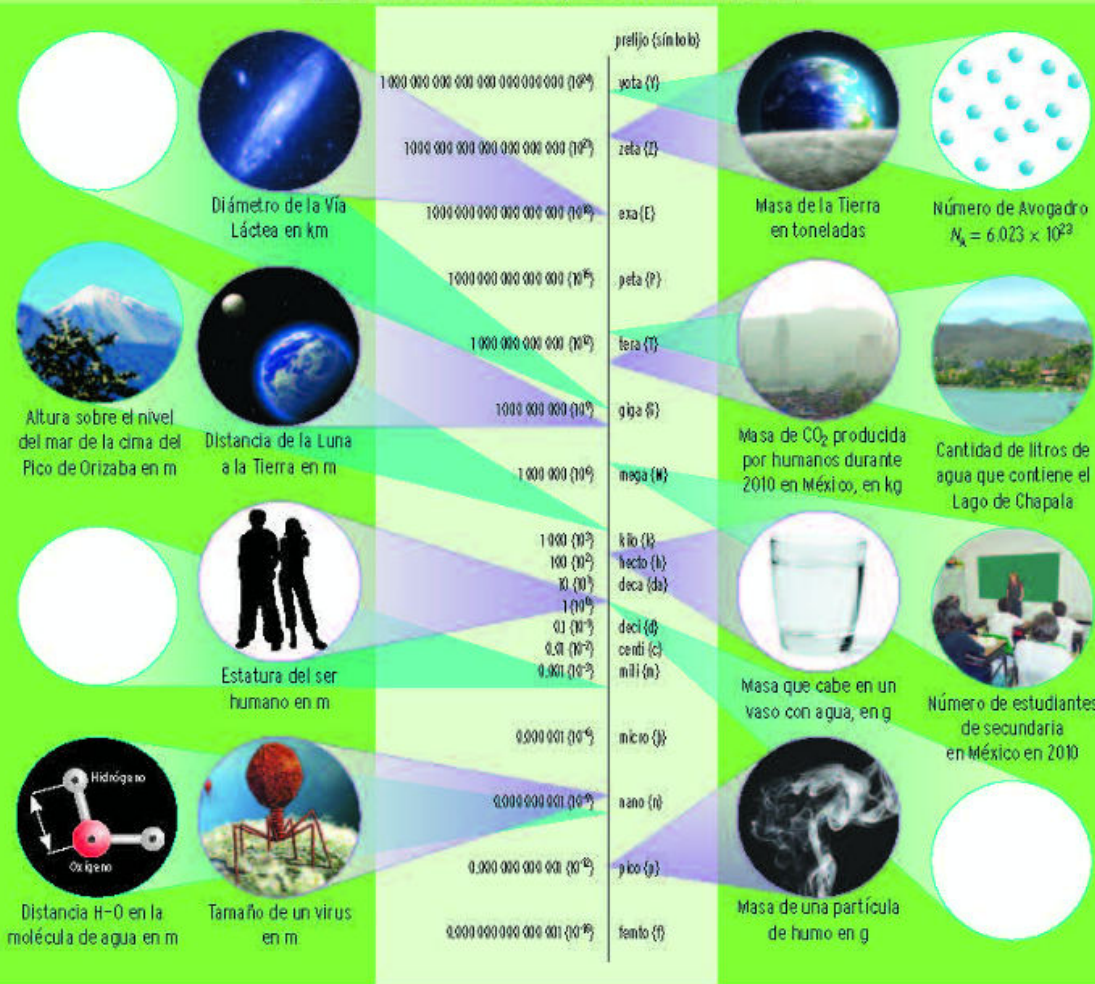 prefijo (símbolo)
1 000 000 000 000 000 000 000 000 (10²⁴) yota (Y)
1 000 000 000 000 000 000 000 (10²¹) zeta (Z)
1 000 000 000 000 000 000 (10¹⁸) exa (E)
1 000 000 000 000 000 (10¹⁵) peta (P)
1 000 000 000 000 (10¹²) tera (T)
1 000 000 000 (10⁹) giga (G)
1 000 000 (10⁶) mega (M)
1 000 (10³) kilo (k)
100 (10²) hecto (h)
10 (10¹) deca (da)
1 (10⁰)
0.1 (10⁻¹) deci (d)
0.01 (10⁻²) centi (c)
0.001 (10⁻³) mili (m)
0.000 001 (10⁻⁶) micro (μ)
0.000 000 001 (10⁻⁹) nano (n)
0.000 000 000 001 (10⁻¹²) pico (p)
0.000 000 000 000 001 (10⁻¹⁵) femto (f)
Diámetro de la Vía
Láctea en km
Altura sobre el nivel
del mar de la cima del
Pico de Orizaba en m
Distancia de la Luna
a la Tierra en m
Estatura del ser
humano en m
Hidrógeno
Oxígeno
Distancia H-O en la
molécula de agua en m
Tamaño de un virus
en m
Masa de la Tierra
en toneladas
Número de Avogadro
Nₐ = 6.023 × 10²³
Masa de CO₂ producida
por humanos durante
2010 en México, en kg
Cantidad de litros de
agua que contiene el
Lago de Chapala
Masa que cabe en un
vaso con agua, en g
Número de estudiantes
de secundaria
en México en 2010
Masa de una partícula
de humo en g